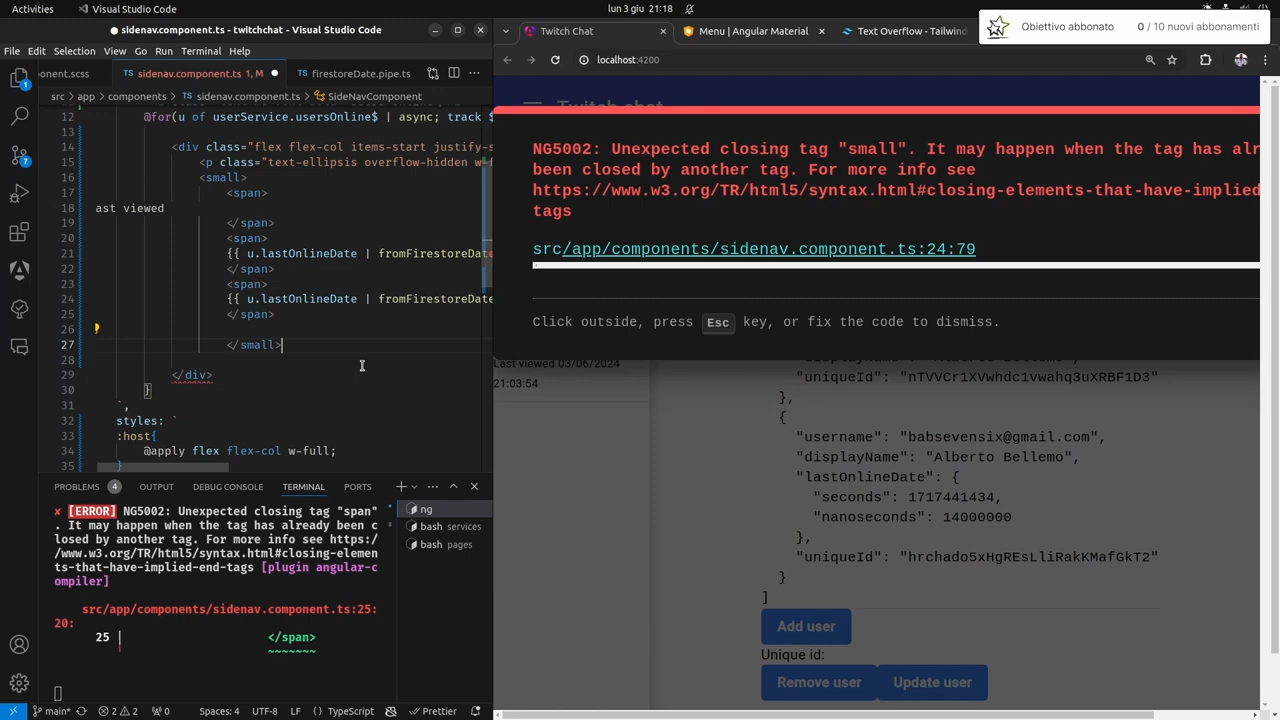 Activities
Visual Studio Code
lun 3 giu 21:18
sidenav.component.ts - twitchchat - Visual Studio Code
File Edit Selection View Go Run Terminal Help
ponent.scss
sidenav.component.ts 1, M
firestoreDate.pipe.ts
src > app > components > sidenav.component.ts > SideNavComponent
12 @for(u of userService.usersOnline$ | async; track $
13
14 <div class="flex flex-col items-start justify-s
15 <p class="text-ellipsis overflow-hidden w-f
16 <small>
17 <span>
18 ast viewed
19 </span>
20 <span>
21 {{ u.lastOnlineDate | fromFirestoreDate
22 </span>
23 <span>
24 {{ u.lastOnlineDate | fromFirestoreDate
25 </span>
26
27 </small>
28
29 </div>
30 }
31 `,
32 styles: `
33 :host{
34 @apply flex flex-col w-full;
35 }
1
7
PROBLEMS 4 OUTPUT DEBUG CONSOLE TERMINAL PORTS
✘ [ERROR] NG5002: Unexpected closing tag "span"
. It may happen when the tag has already been c
losed by another tag. For more info see https:/
/www.w3.org/TR/html5/syntax.html#closing-elemen
ts-that-have-implied-end-tags [plugin angular-c
ompiler]
src/app/components/sidenav.component.ts:25:
20:
25 | </span>
~~~~~~~
ng
bash services
bash pages
main* 2 2 0 Spaces: 4 UTF-8 LF {} TypeScript Prettier
Twitch Chat
Menu | Angular Material
Text Overflow - Tailwind
Obiettivo abbonato
0 / 10 nuovi abbonamenti
localhost:4200
Twitch chat
NG5002: Unexpected closing tag "small". It may happen when the tag has alr
been closed by another tag. For more info see
https://www.w3.org/TR/html5/syntax.html#closing-elements-that-have-implied
tags
src/app/components/sidenav.component.ts:24:79
Click outside, press Esc key, or fix the code to dismiss.
Last viewed 03/06/2024
21:03:54
"uniqueId": "nTVVCr1XVwhdc1vwahq3uXRBF1D3"
},
{
"username": "babsevensix@gmail.com",
"displayName": "Alberto Bellemo",
"lastOnlineDate": {
"seconds": 1717441434,
"nanoseconds": 14000000
},
"uniqueId": "hrchado5xHgREsLliRakKMafGkT2"
}
]
Add user
Unique id:
Remove user
Update user